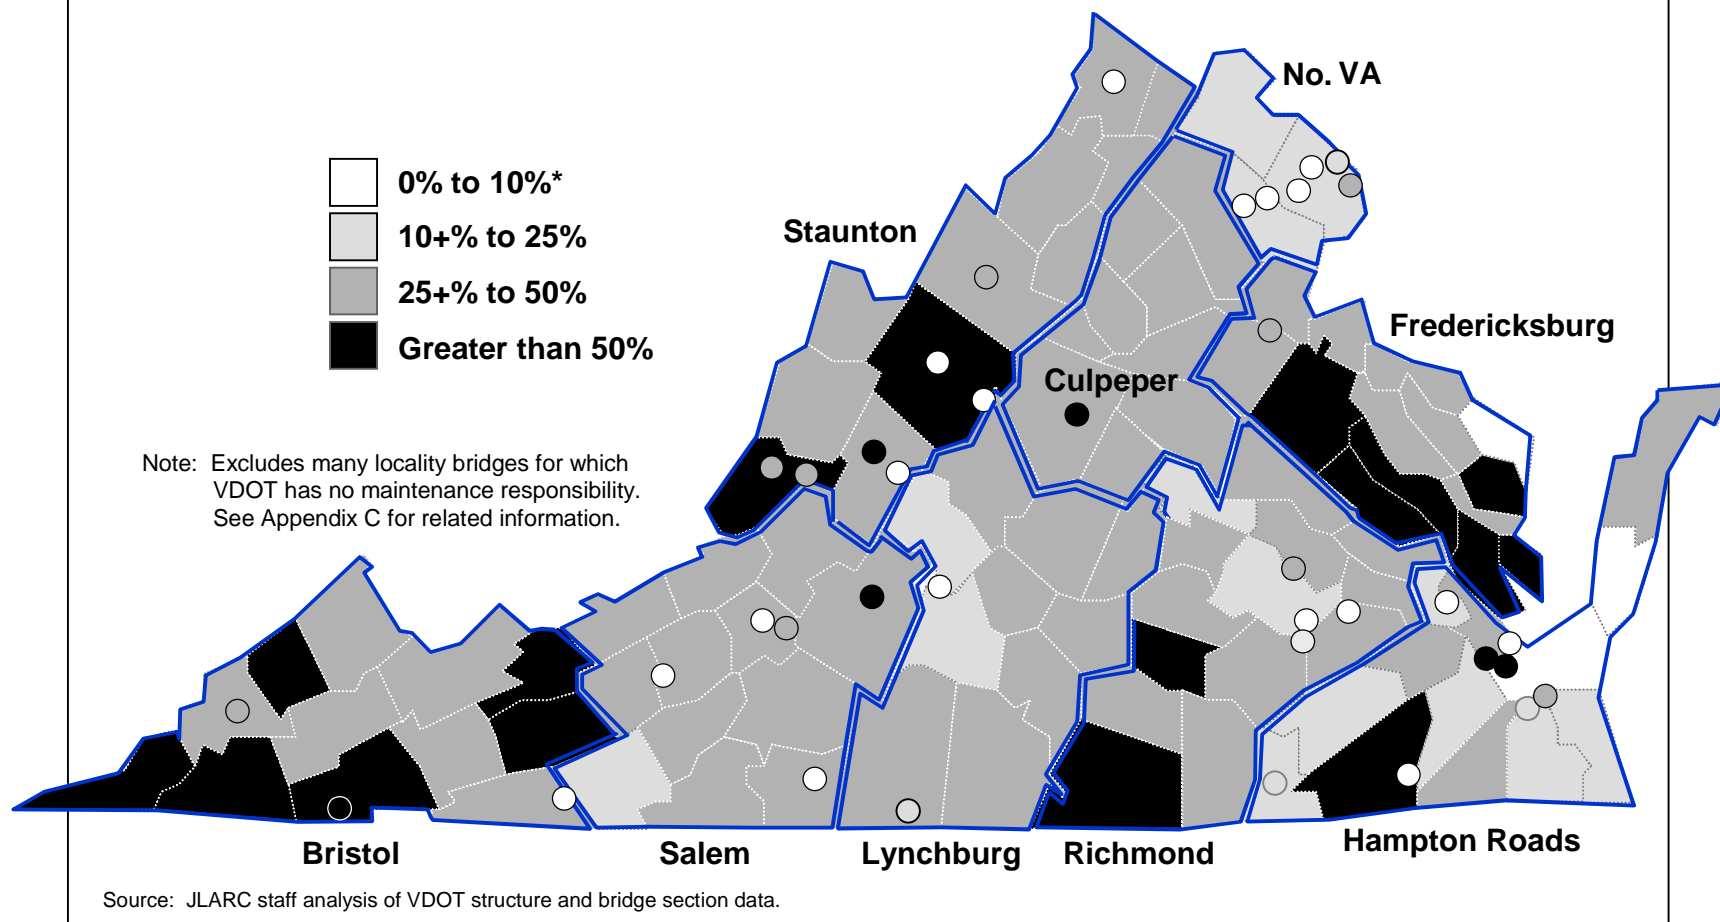 No. VA
0% to 10%*
10+% to 25%
Staunton
25+% to 50%
Fredericksburg
Greater than 50%
Culpeper
Note: Excludes many locality bridges for which
VDOT has no maintenance responsibility.
See Appendix C for related information.
Bristol
Salem
Lynchburg
Richmond
Hampton Roads
Source: JLARC staff analysis of VDOT structure and bridge section data.